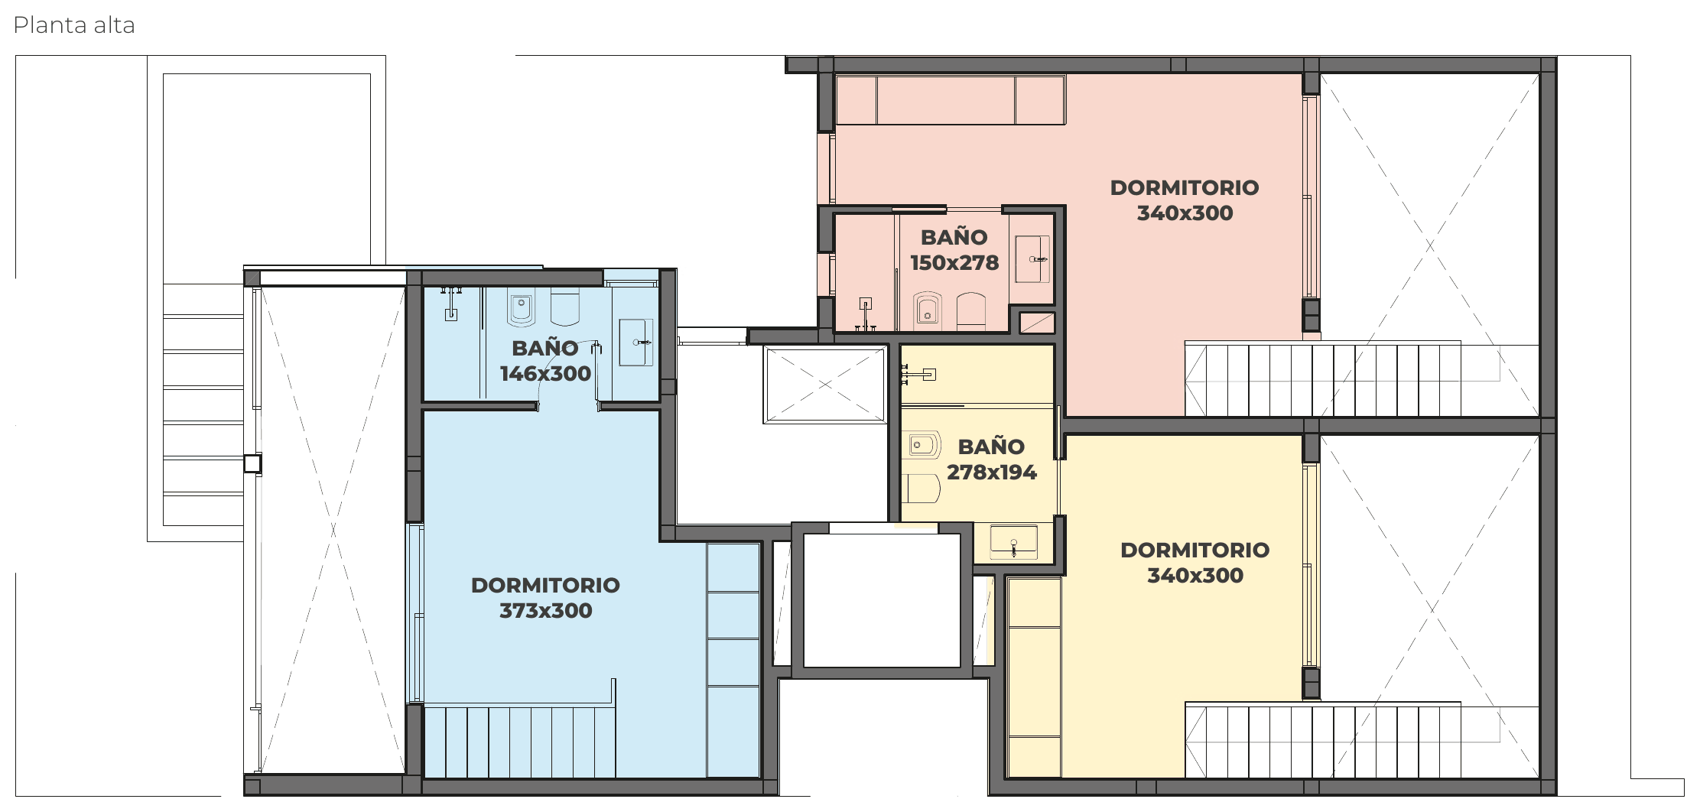 Planta alta
DORMITORIO
340x300
BAÑO
150x278
BAÑO
146x300
BAÑO
278x194
DORMITORIO
340x300
DORMITORIO
373x300